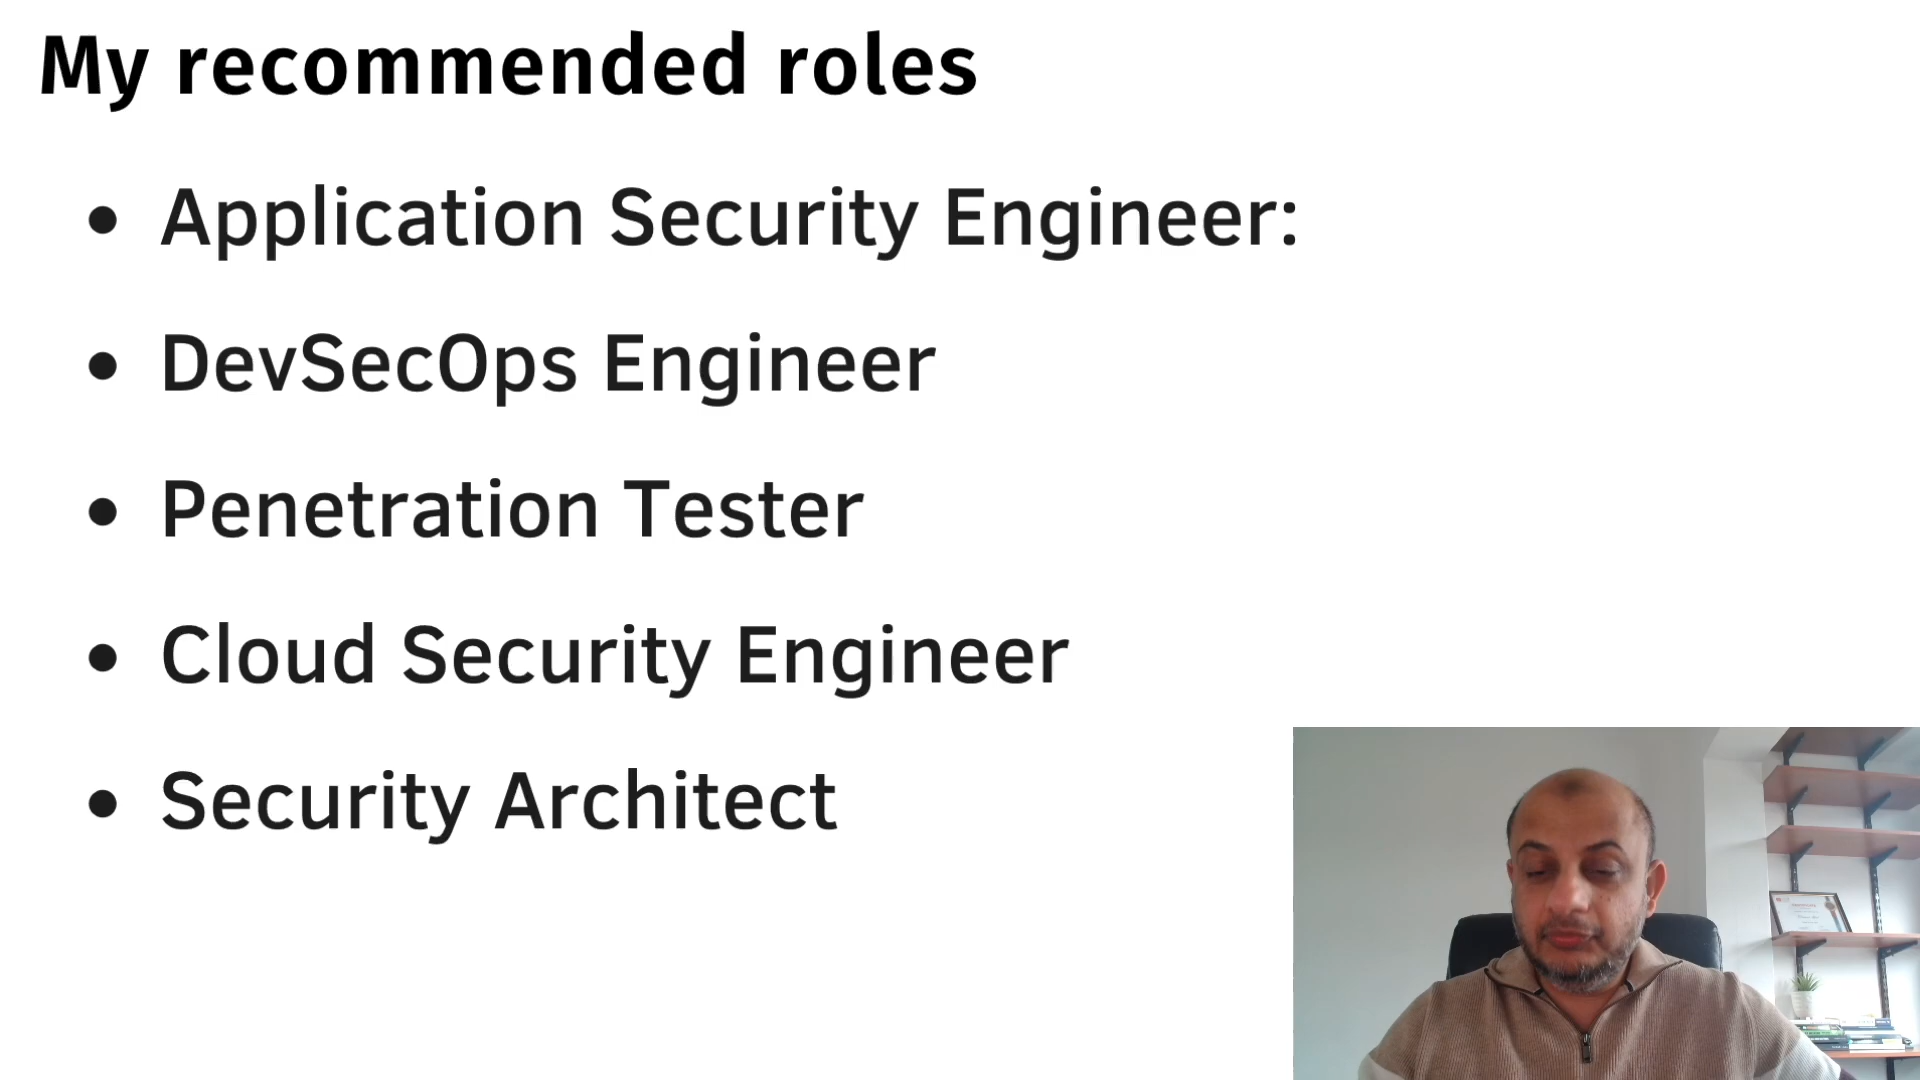 My recommended roles
• Application Security Engineer:
• DevSecOps Engineer
• Penetration Tester
• Cloud Security Engineer
• Security Architect